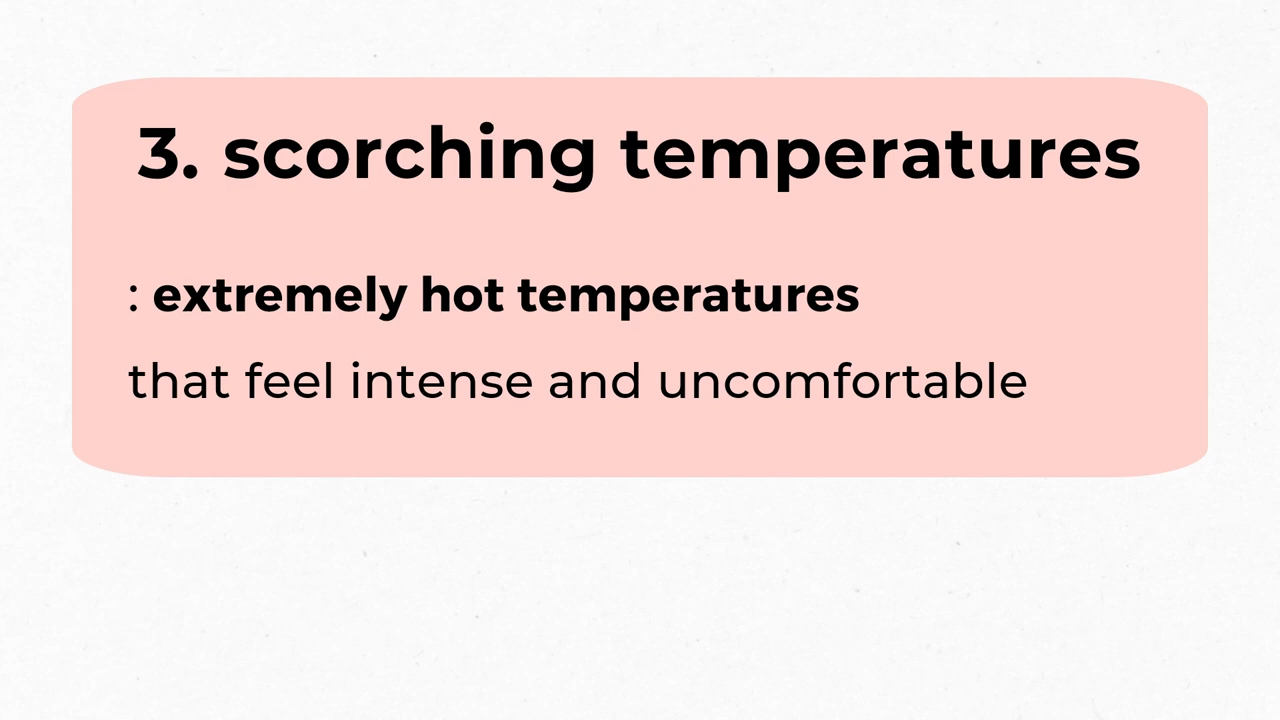 3. scorching temperatures
: extremely hot temperatures
that feel intense and uncomfortable